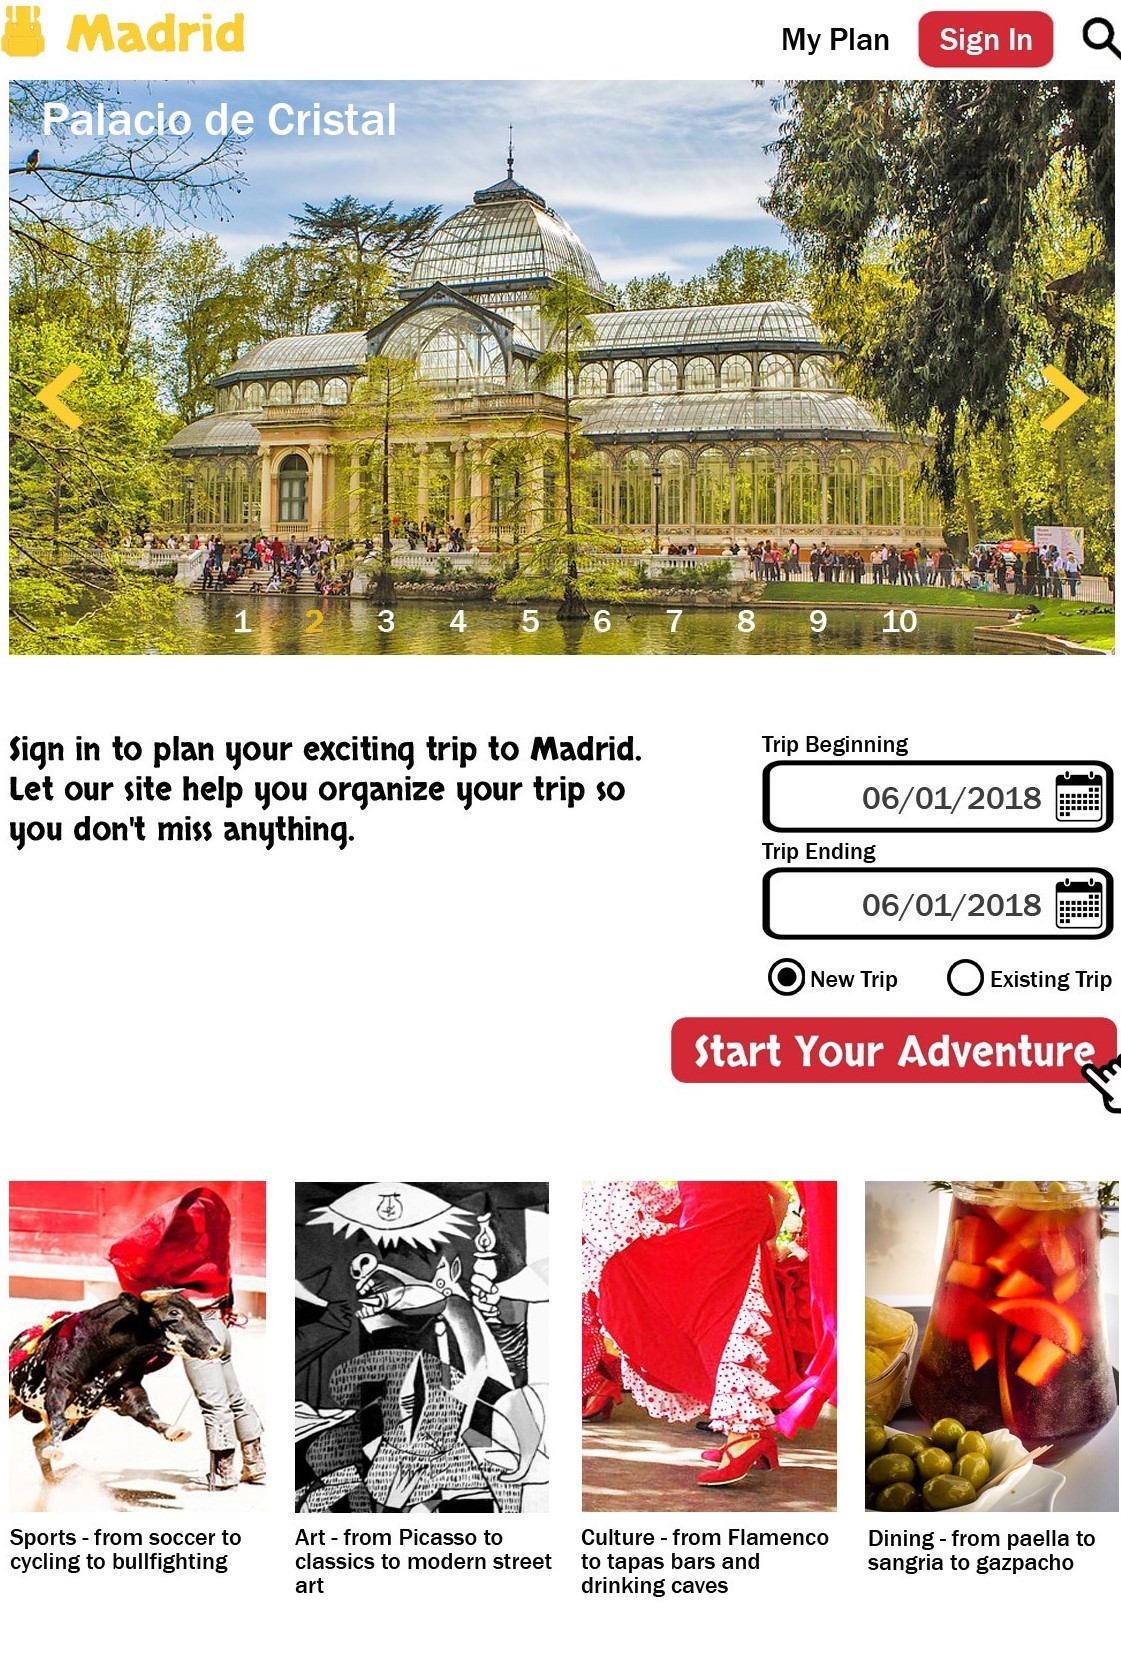 Madrid
My Plan
Sign In
Palacio de Cristal
1 2 3 4 5 6 7 8 9 10
Sign in to plan your exciting trip to Madrid.
Let our site help you organize your trip so
you don't miss anything.
Trip Beginning
06/01/2018
Trip Ending
06/01/2018
New Trip
Existing Trip
Start Your Adventure
Sports - from soccer to
cycling to bullfighting
Art - from Picasso to
classics to modern street
art
Culture - from Flamenco
to tapas bars and
drinking caves
Dining - from paella to
sangria to gazpacho